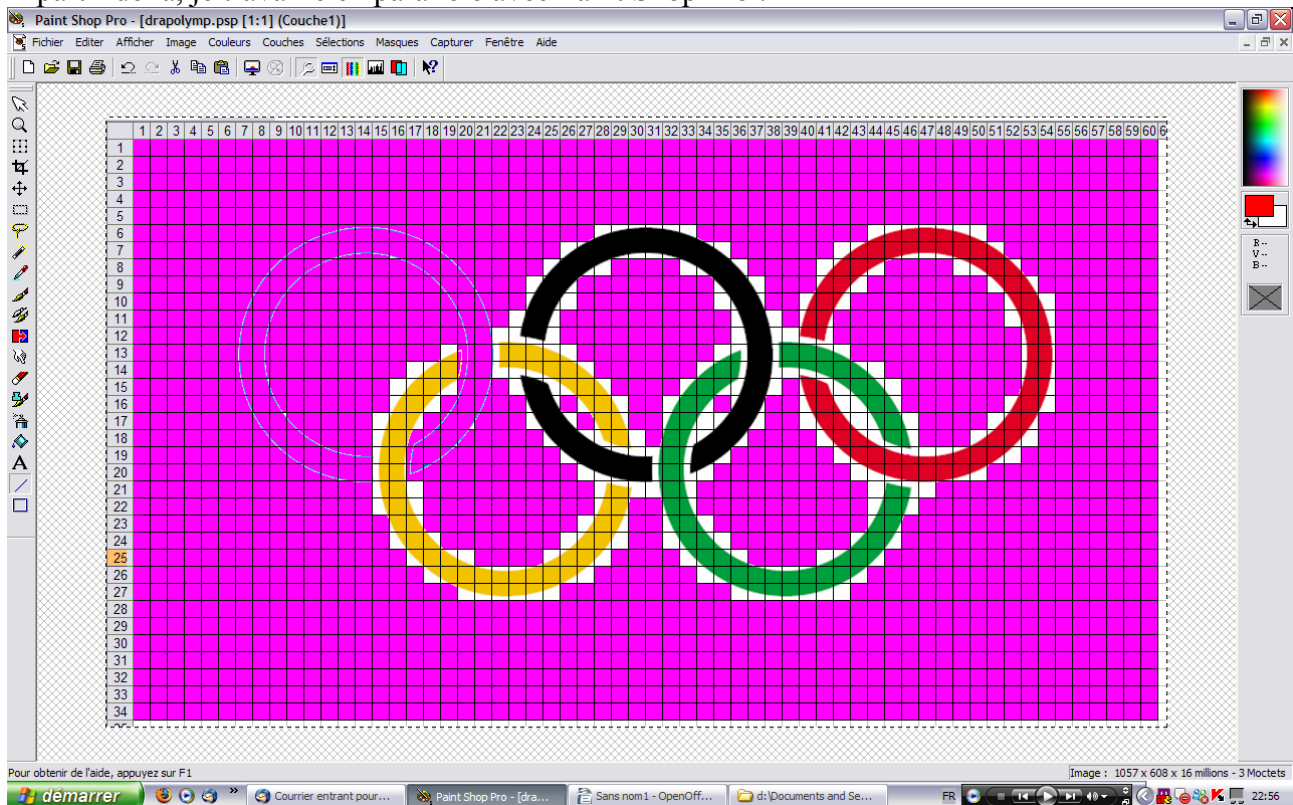 Paint Shop Pro - [drapolymp.psp [1:1] (Couche1)]
Fichier Editer Afficher Image Couleurs Couches Sélections Masques Capturer Fenêtre Aide
1 2 3 4 5 6 7 8 9 10 11 12 13 14 15 16 17 18 19 20 21 22 23 24 25 26 27 28 29 30 31 32 33 34 35 36 37 38 39 40 41 42 43 44 45 46 47 48 49 50 51 52 53 54 55 56 57 58 59 60 6
1
2
3
4
5
6
7
8
9
10
11
12
13
14
15
16
17
18
19
20
21
22
23
24
25
26
27
28
29
30
31
32
33
34
R --
V --
B --
A
Pour obtenir de l'aide, appuyez sur F1
Image : 1057 x 608 x 16 millions - 3 Moctets
démarrer
»
Courrier entrant pour...
Paint Shop Pro - [dra...
Sans nom1 - OpenOff...
d:\Documents and Se...
FR
22:56